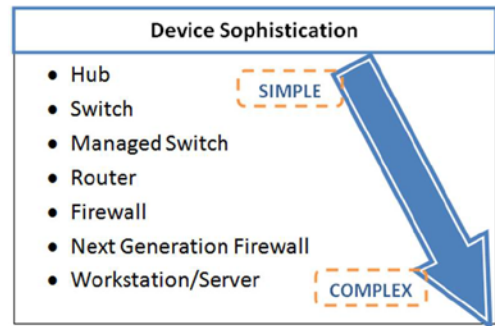 Device Sophistication
• Hub
SIMPLE
• Switch
• Managed Switch
• Router
• Firewall
• Next Generation Firewall
• Workstation/Server
COMPLEX